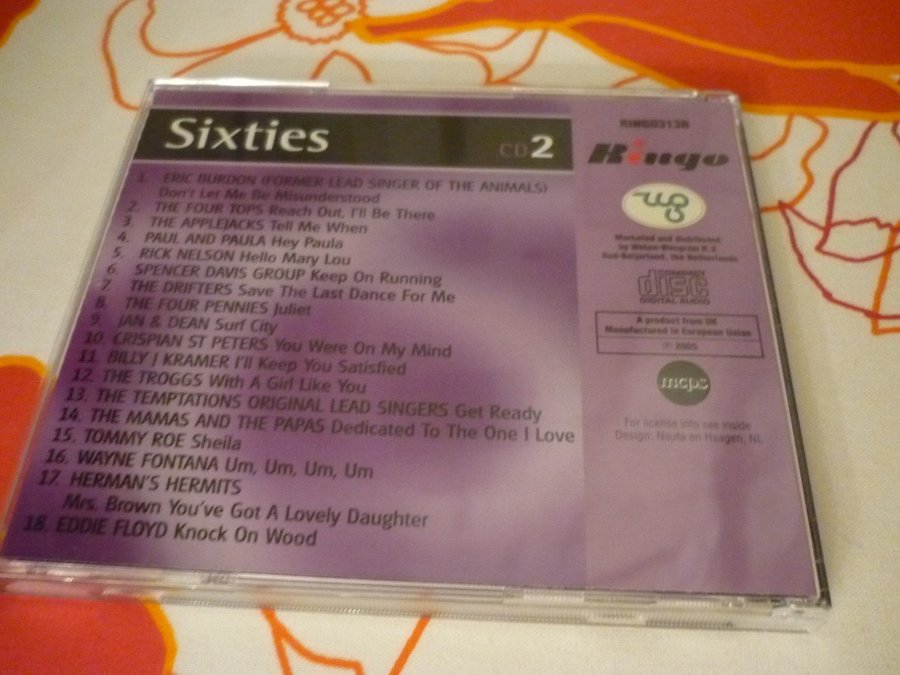 Sixties
CD 2
1. ERIC BURDON (FORMER LEAD SINGER OF THE ANIMALS)
Don't Let Me Be Misunderstood
2. THE FOUR TOPS Reach Out, I'll Be There
3. THE APPLEJACKS Tell Me When
4. PAUL AND PAULA Hey Paula
5. RICK NELSON Hello Mary Lou
6. SPENCER DAVIS GROUP Keep On Running
7. THE DRIFTERS Save The Last Dance For Me
8. THE FOUR PENNIES Juliet
9. JAN & DEAN Surf City
10. CRISPIAN ST PETERS You Were On My Mind
11. BILLY J KRAMER I'll Keep You Satisfied
12. THE TROGGS With A Girl Like You
13. THE TEMPTATIONS ORIGINAL LEAD SINGERS Get Ready
14. THE MAMAS AND THE PAPAS Dedicated To The One I Love
15. TOMMY ROE Sheila
16. WAYNE FONTANA Um, Um, Um, Um
17. HERMAN'S HERMITS
Mrs. Brown You've Got A Lovely Daughter
18. EDDIE FLOYD Knock On Wood
RINGO3138
Ringo
Marketed and distributed
by Weton-Wesgram B.V.
Oud-Beijerland, the Netherlands
COMPACT
disc
DIGITAL AUDIO
A product from UK
Manufactured in European Union
℗ 2005
mcps
For license info see inside
Design: Nauta en Haagen, NL